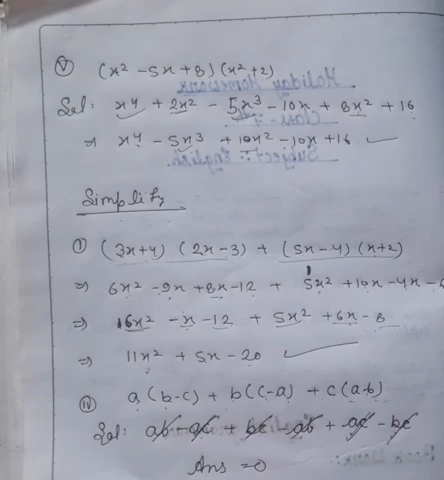 (v) (x² - 5x + 8) (x² + 2)
Sol: x4 + 2x² - 5x³ - 10x + 8x² + 16
⇒ x4 - 5x³ + 10x² - 10x + 16
Simplify
(i) (3x+4) (2x-3) + (5x-4) (x+2)
⇒ 6x² - 9x + 8x - 12 + 5x² + 10x - 4x -
⇒ 6x² - x - 12 + 5x² + 6x - 8
⇒ 11x² + 5x - 20
(iv) a(b-c) + b(c-a) + c(a-b)
Sol: ab - ac + bc - ab + ac - bc
Ans = 0